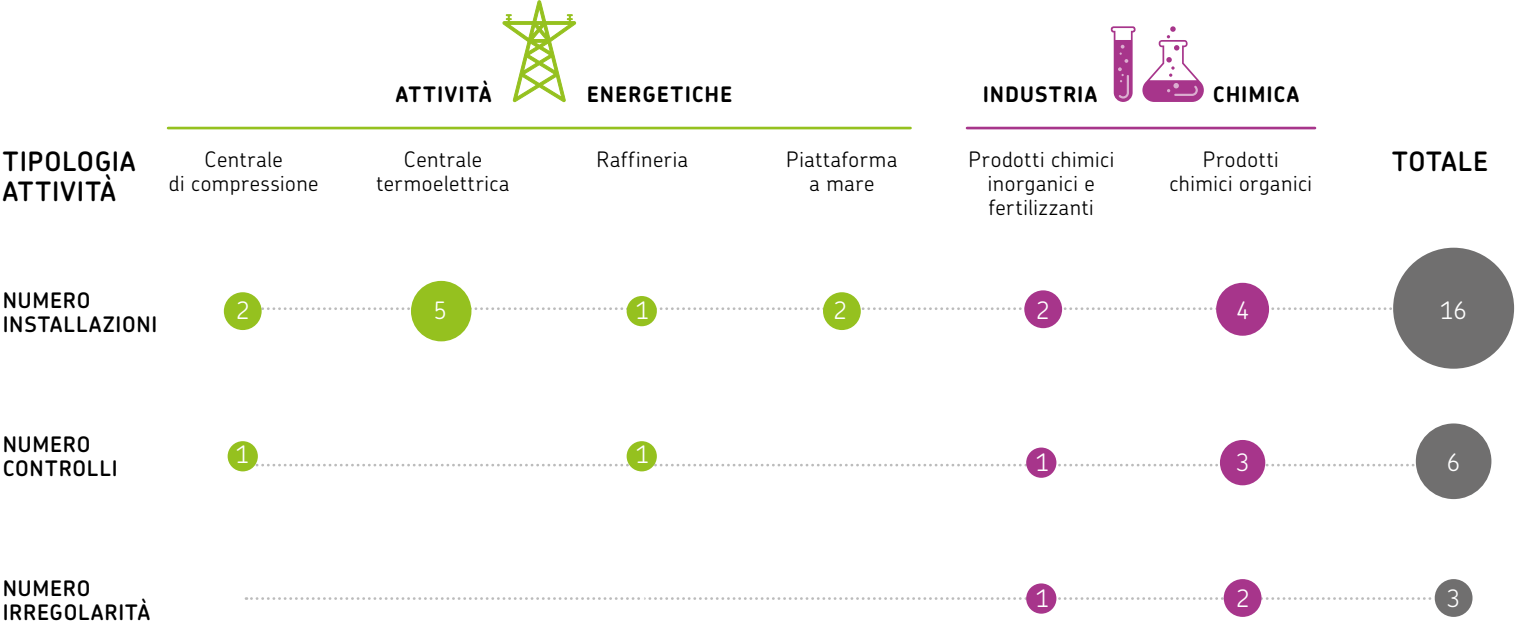 ATTIVITÀ ENERGETICHE
INDUSTRIA CHIMICA
TIPOLOGIA
ATTIVITÀ
Centrale
di compressione
Centrale
termoelettrica
Raffineria
Piattaforma
a mare
Prodotti chimici
inorganici e
fertilizzanti
Prodotti
chimici organici
TOTALE
NUMERO
INSTALLAZIONI
2 5 1 2 2 4 16
NUMERO
CONTROLLI
1 1 1 3 6
NUMERO
IRREGOLARITÀ
1 2 3